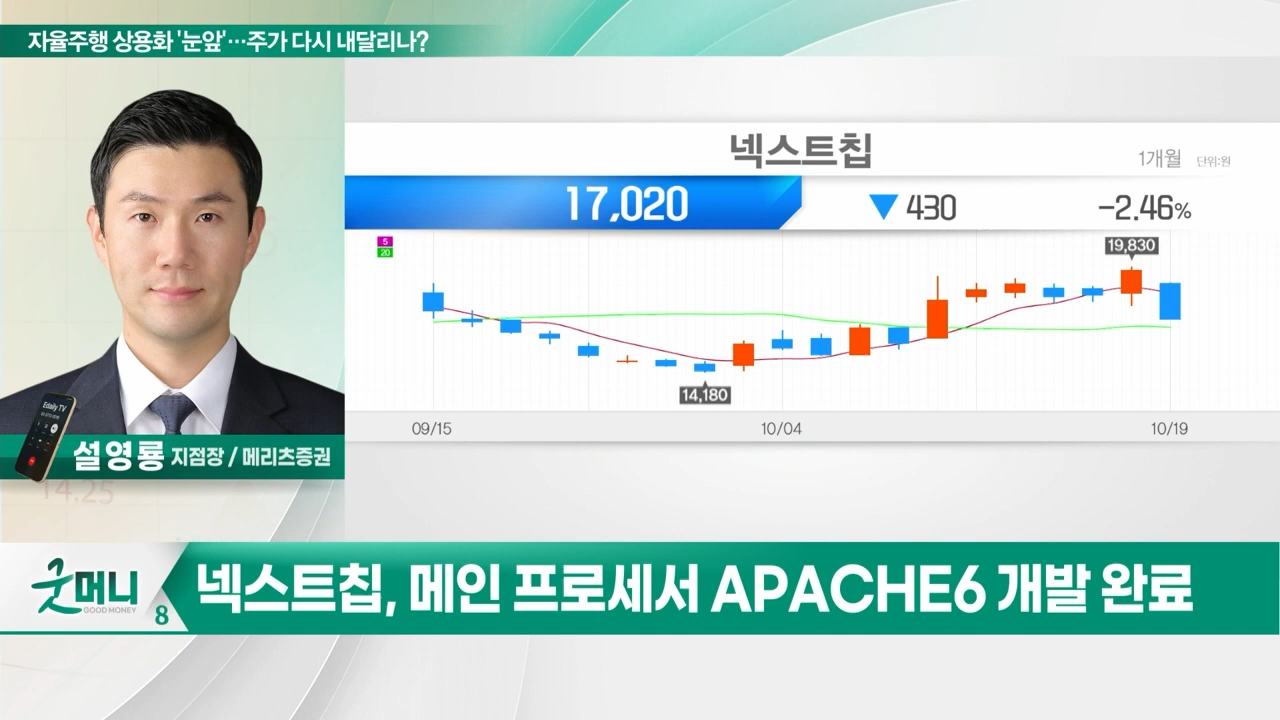 자율주행 상용화 '눈앞'…주가 다시 내달리나?
넥스트칩
1개월 단위:원
17,020 ▼ 430 -2.46%
5
20
19,830
14,180
09/15 10/04 10/19
Edaily TV
설영룡 지점장 / 메리츠증권
14.25
굿머니
GOOD MONEY
8
넥스트칩, 메인 프로세서 APACHE6 개발 완료